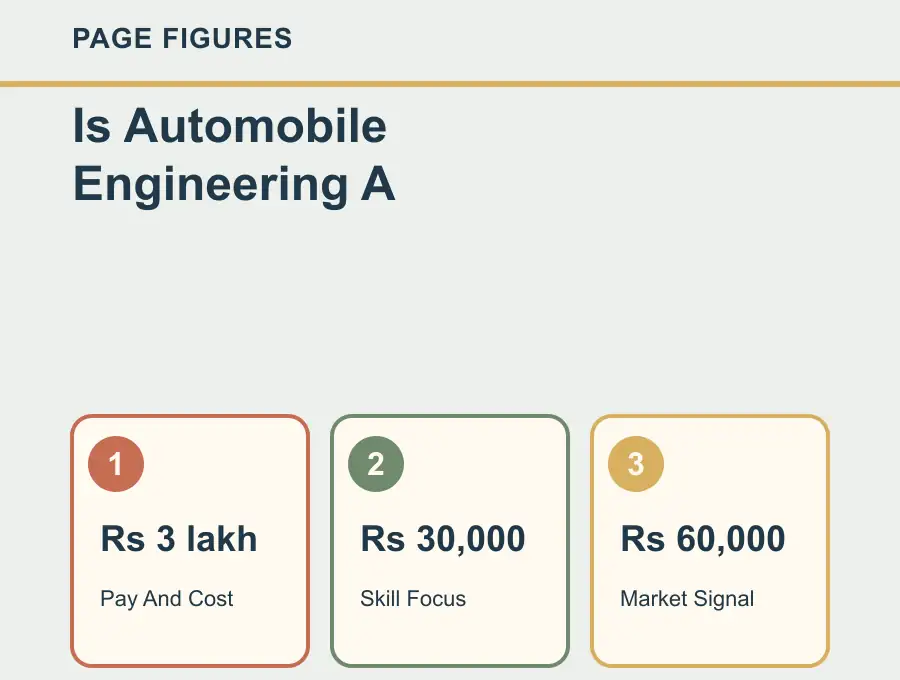 PAGE FIGURES
Is Automobile
Engineering A
1
Rs 3 lakh
Pay And Cost
2
Rs 30,000
Skill Focus
3
Rs 60,000
Market Signal